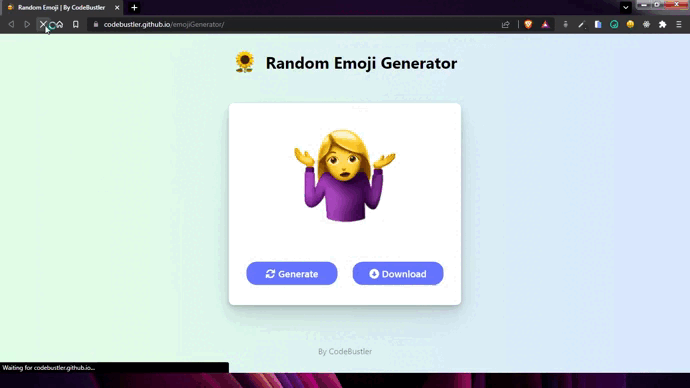 Random Emoji | By CodeBustler
codebustler.github.io/emojiGenerator/
Random Emoji Generator
Generate
Download
By CodeBustler
Waiting for codebustler.github.io...